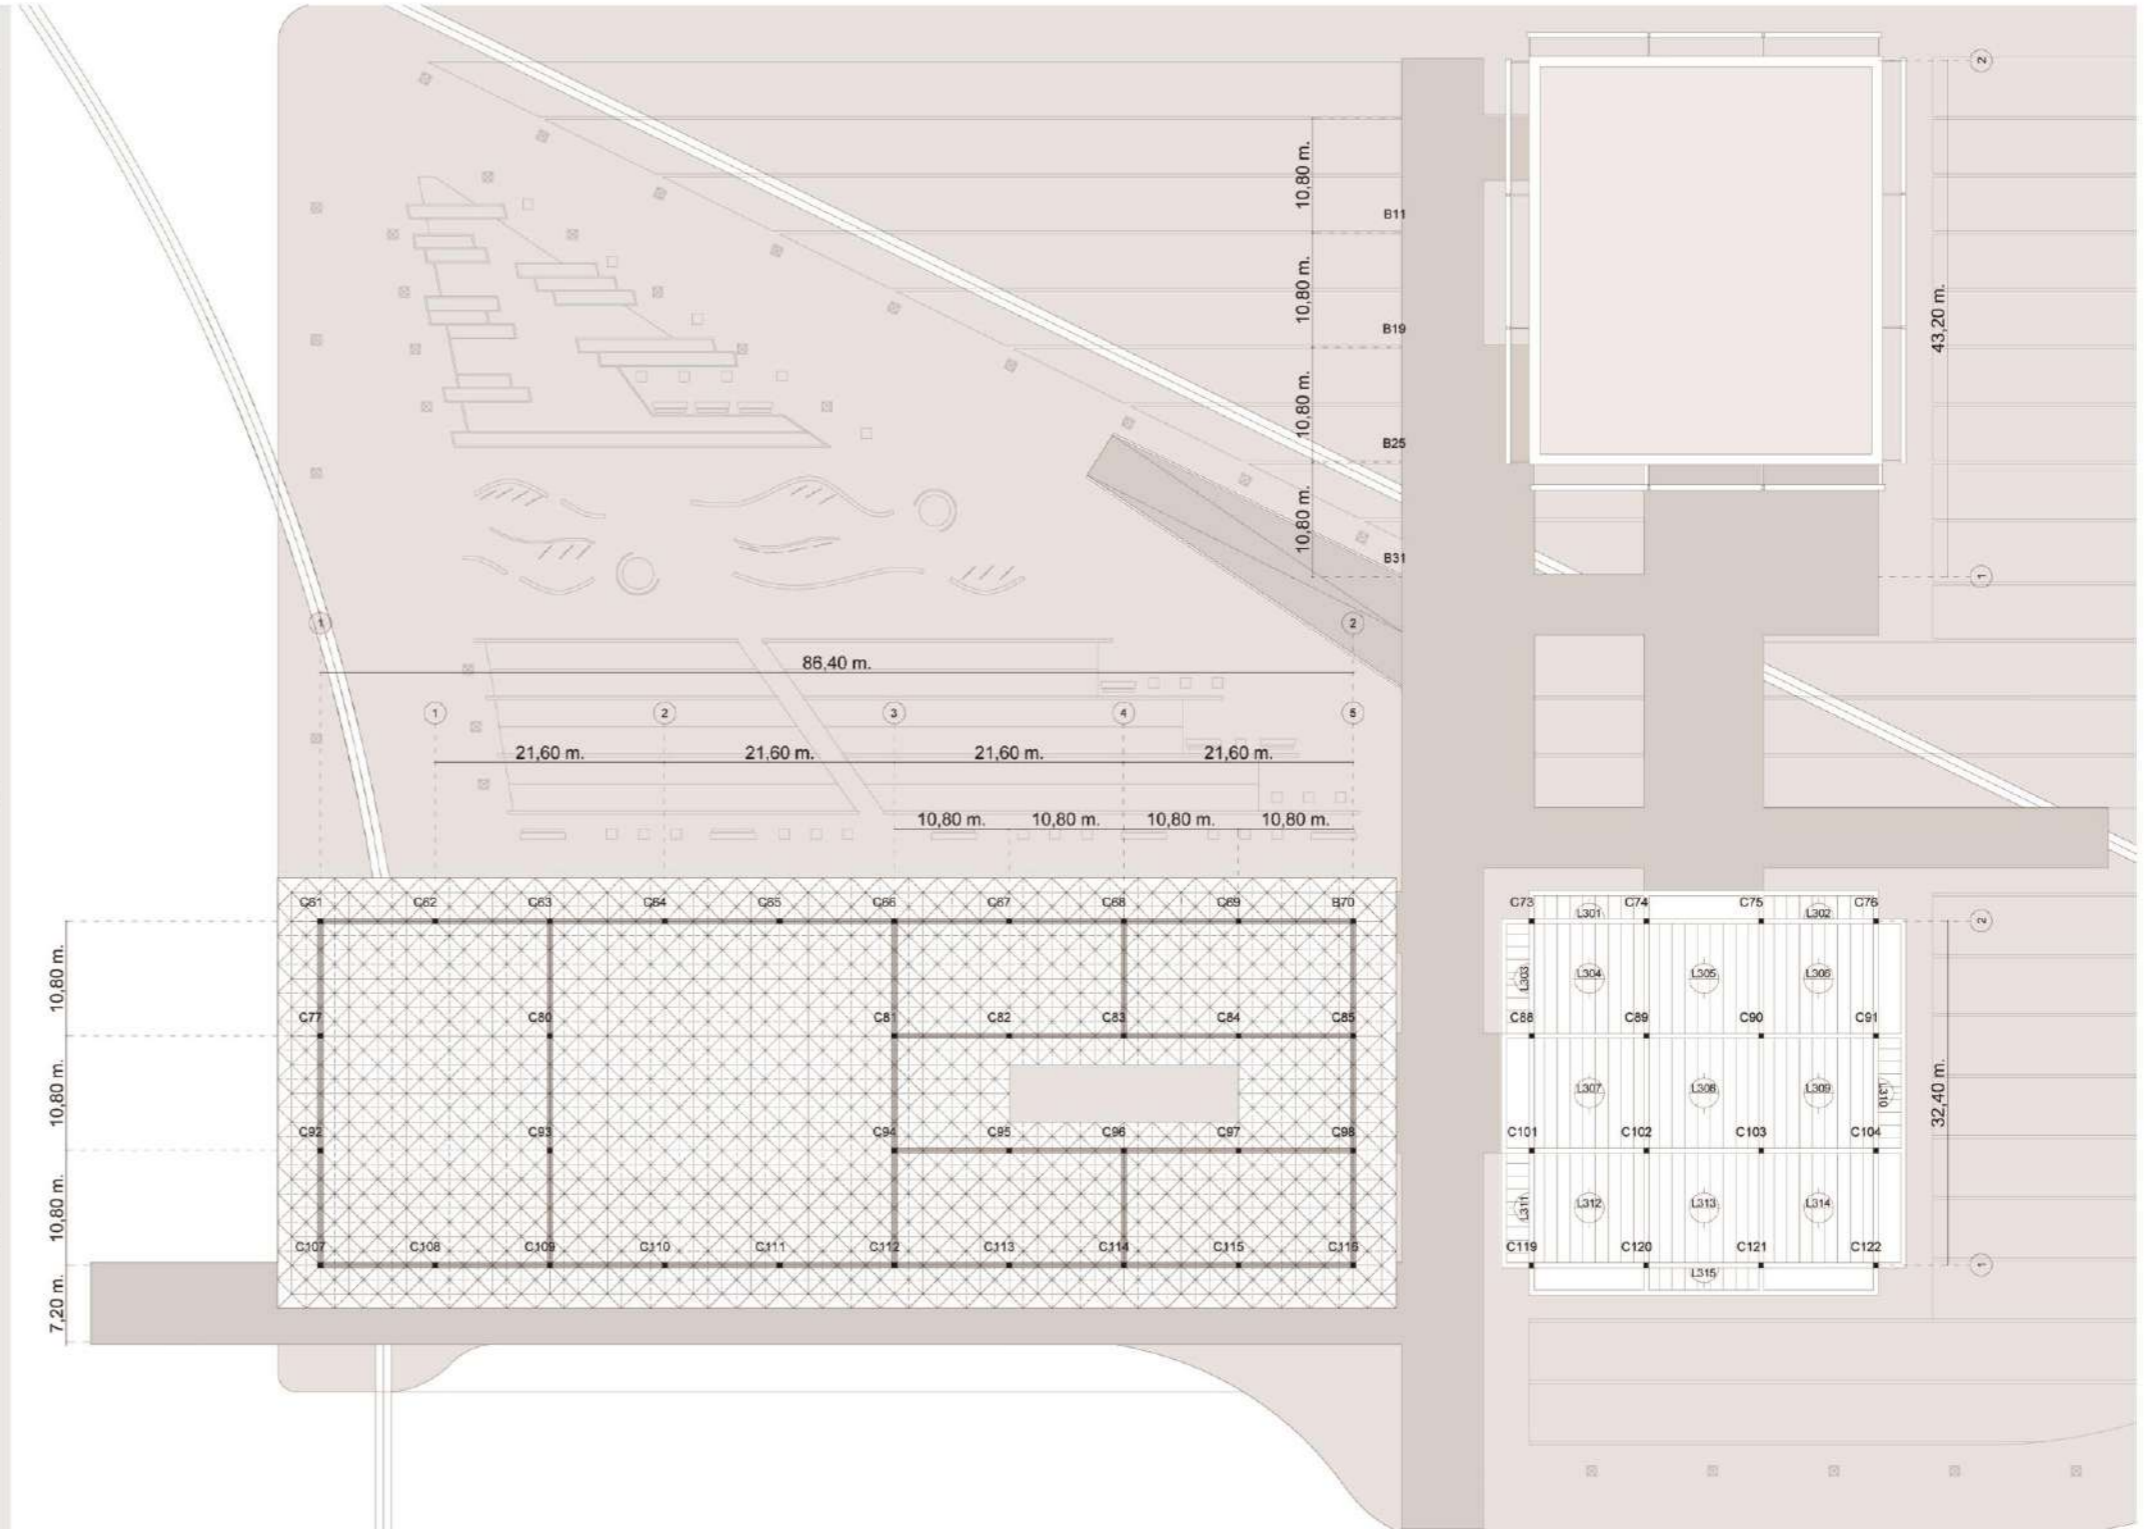 2
10,80 m.
B11
10,80 m.
B19
43,20 m.
10,80 m.
B25
10,80 m.
B31
1
1
2
86,40 m.
1
2
3
4
5
21,60 m.
21,60 m.
21,60 m.
21,60 m.
10,80 m.
10,80 m.
10,80 m.
10,80 m.
C61
C62
C63
C64
C65
C66
C67
C68
C69
B70
C73
C74
C75
C76
L301
L302
2
10,80 m.
L303
L304
L305
L306
C77
C80
C81
C82
C83
C84
C85
C88
C89
C90
C91
10,80 m.
L307
L308
L309
L310
32,40 m.
C92
C93
C94
C95
C96
C97
C98
C101
C102
C103
C104
10,80 m.
L311
L312
L313
L314
C107
C108
C109
C110
C111
C112
C113
C114
C115
C116
C119
C120
C121
C122
1
L315
7,20 m.